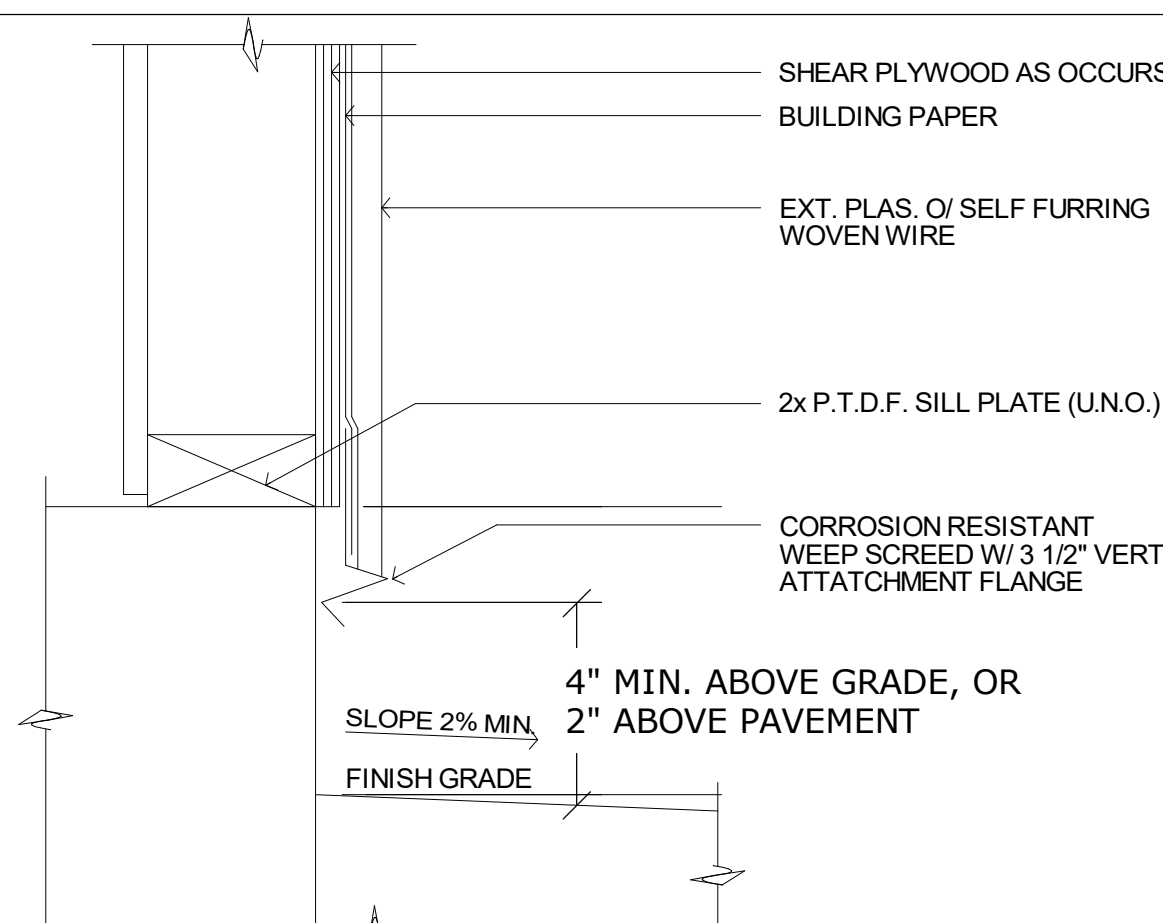 SHEAR PLYWOOD AS OCCURS
BUILDING PAPER
EXT. PLAS. O/ SELF FURRING
WOVEN WIRE
2x P.T.D.F. SILL PLATE (U.N.O.)
CORROSION RESISTANT
WEEP SCREED W/ 3 1/2" VERT
ATTATCHMENT FLANGE
4" MIN. ABOVE GRADE, OR
2" ABOVE PAVEMENT
SLOPE 2% MIN.
FINISH GRADE